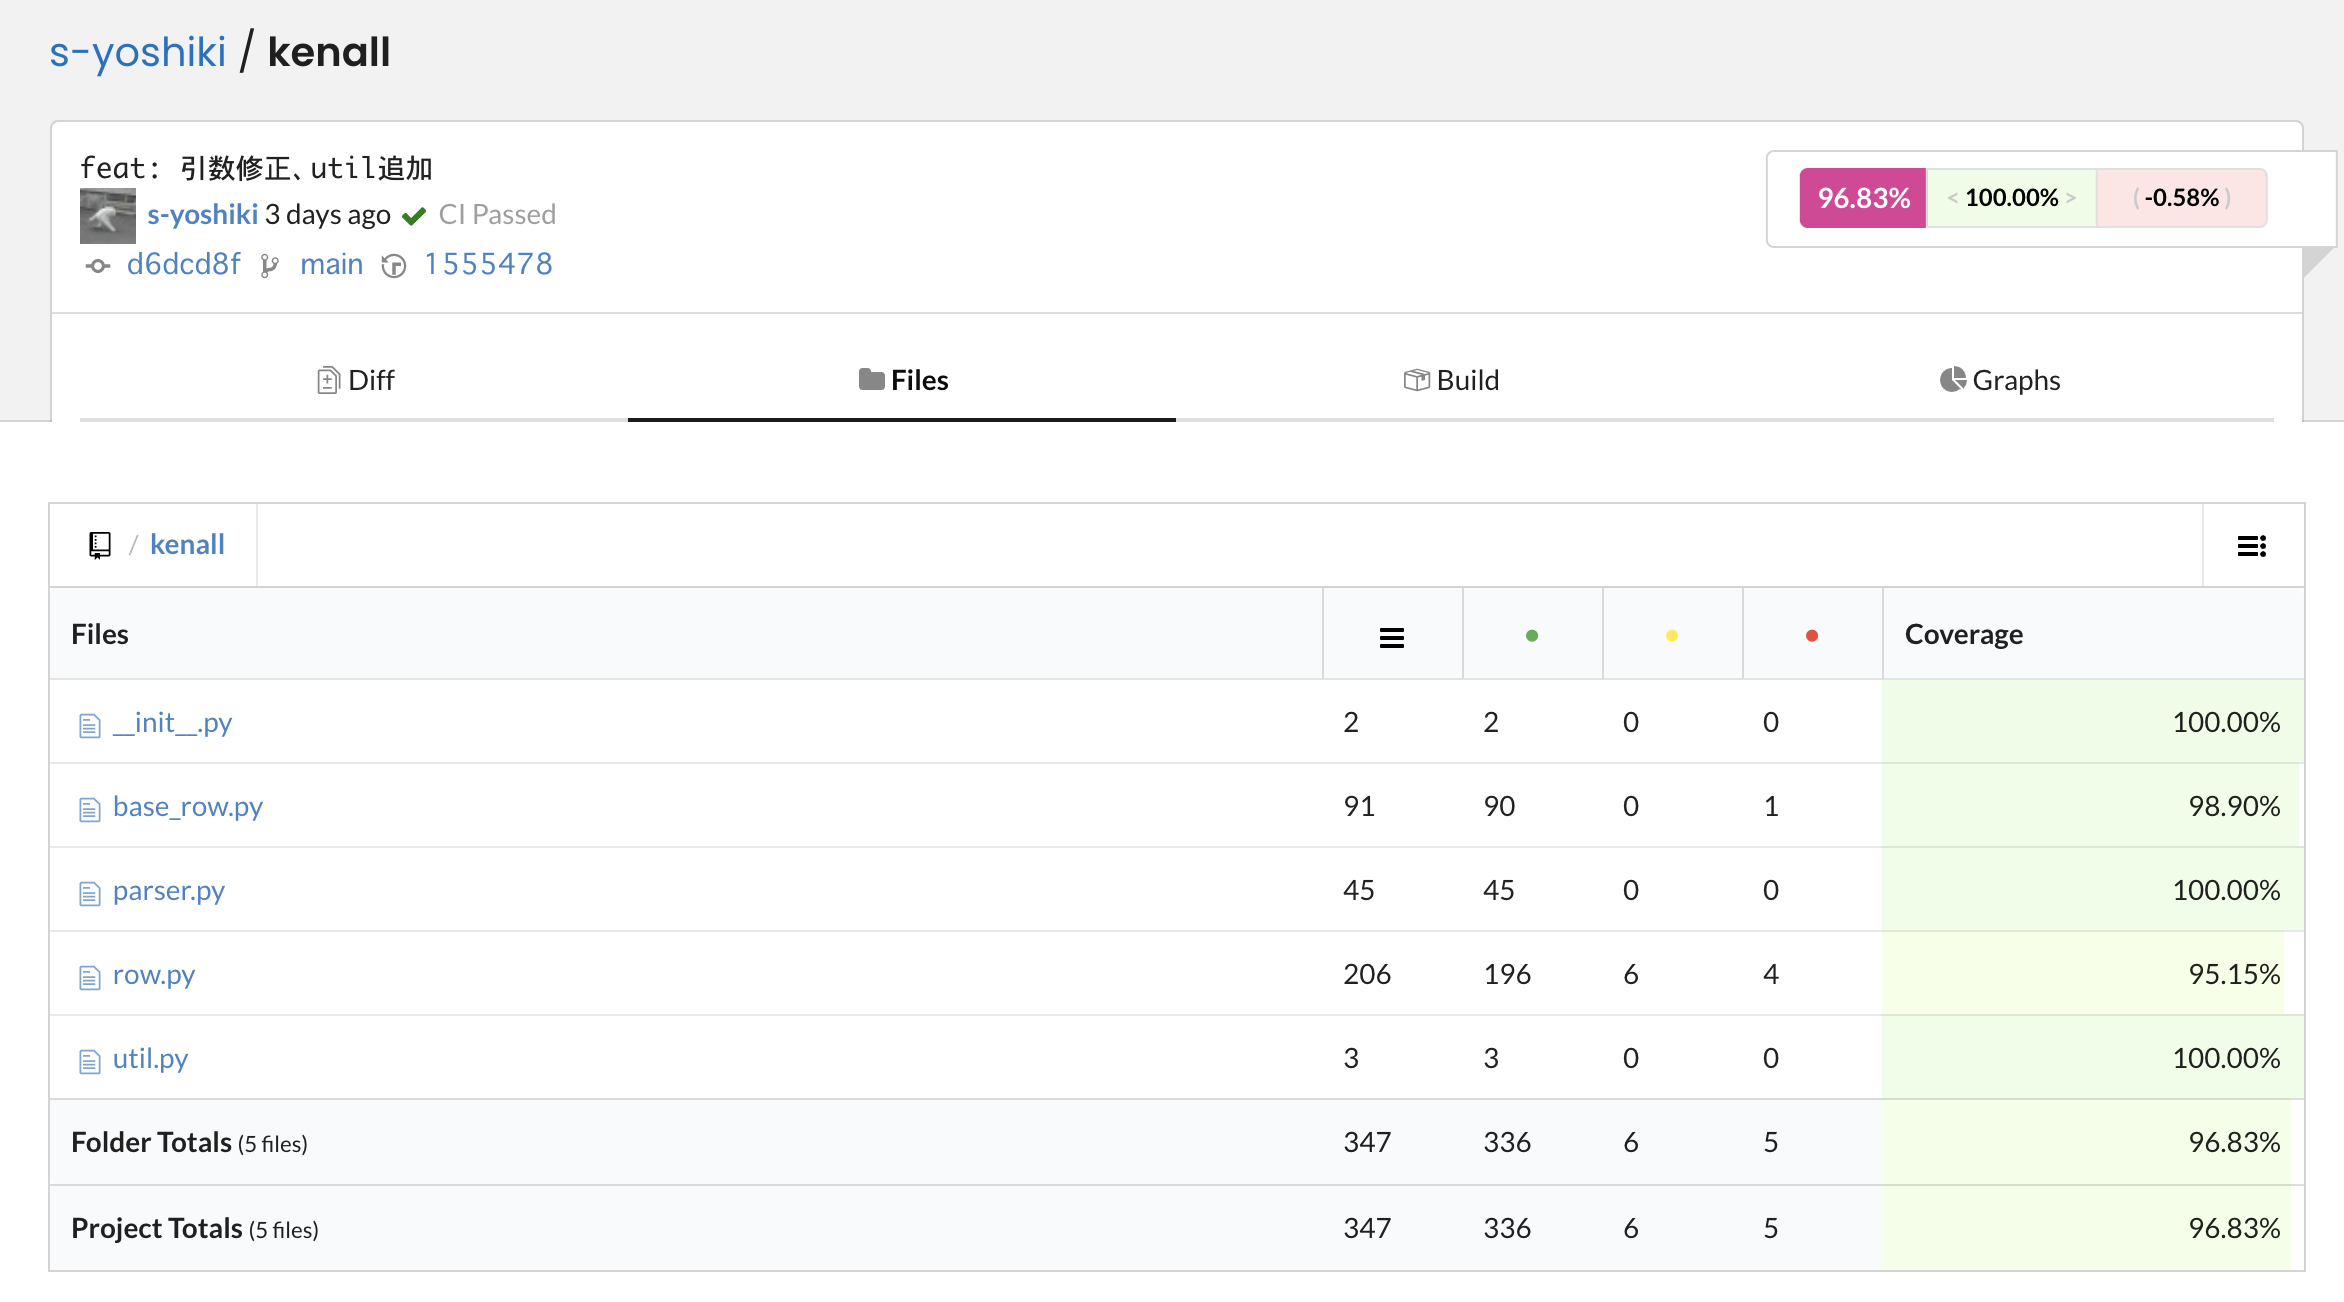 s-yoshiki / kenall
feat: 引数修正、util追加
s-yoshiki 3 days ago CI Passed
d6dcd8f main 1555478
96.83% < 100.00% > (-0.58%)
Diff Files Build Graphs
/ kenall
Files Coverage
__init__.py 2 2 0 0 100.00%
base_row.py 91 90 0 1 98.90%
parser.py 45 45 0 0 100.00%
row.py 206 196 6 4 95.15%
util.py 3 3 0 0 100.00%
Folder Totals (5 files) 347 336 6 5 96.83%
Project Totals (5 files) 347 336 6 5 96.83%